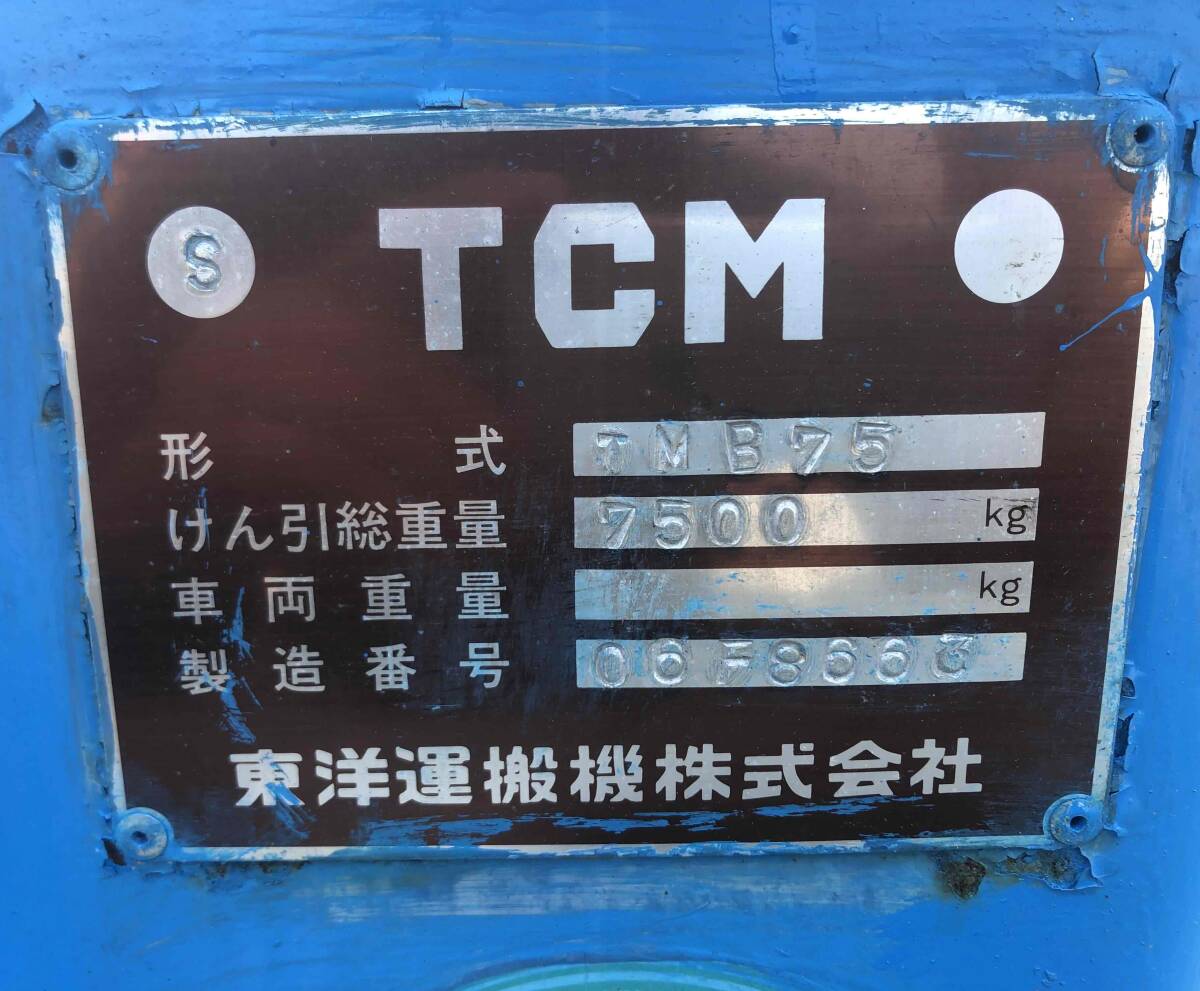 S TCM
形式 TMB75
けん引総重量 7500 kg
車両重量 kg
製造番号
東洋運搬機株式会社